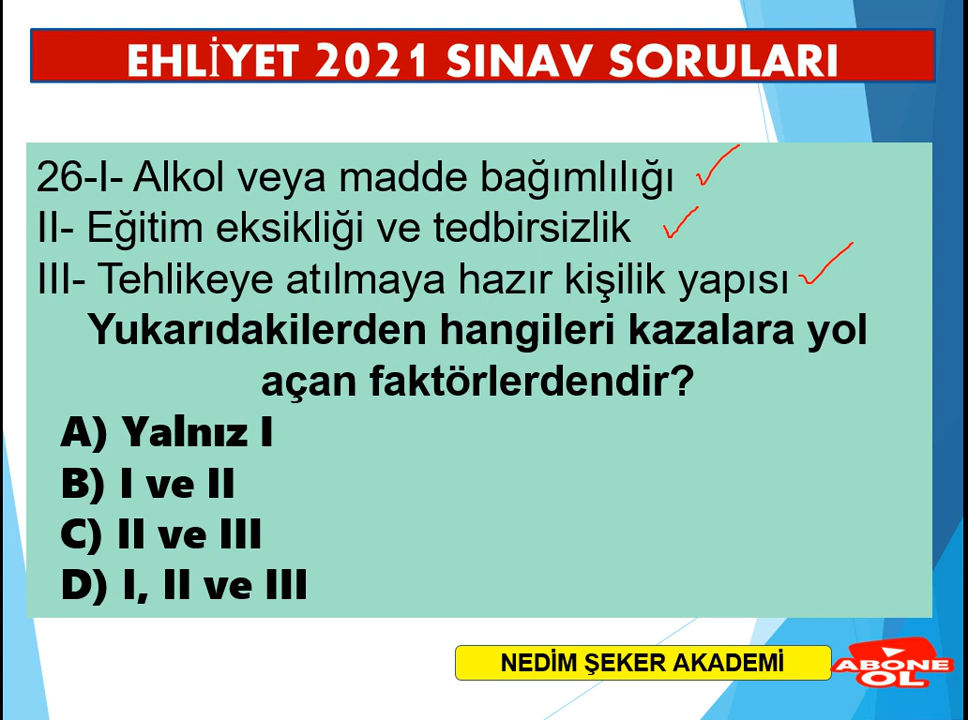 EHLİYET 2021 SINAV SORULARI
26-I- Alkol veya madde bağımlılığı
II- Eğitim eksikliği ve tedbirsizlik
III- Tehlikeye atılmaya hazır kişilik yapısı
Yukarıdakilerden hangileri kazalara yol
açan faktörlerdendir?
A) Yalnız I
B) I ve II
C) II ve III
D) I, II ve III
NEDİM ŞEKER AKADEMİ
ABONE
OL